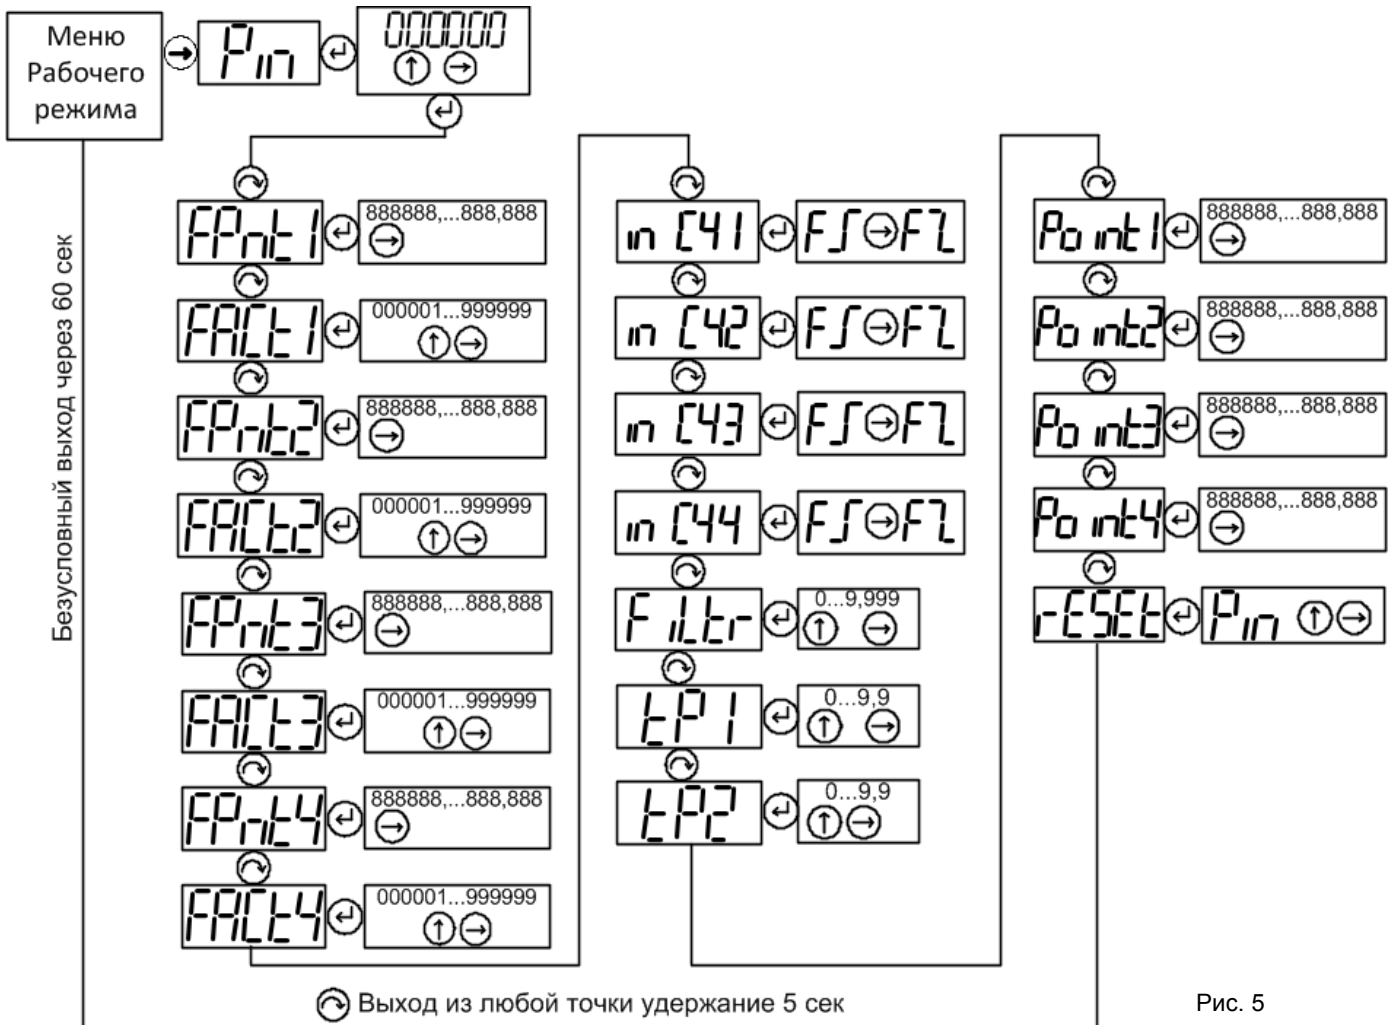 Меню
Рабочего
режима
Pin
000000
Безусловный выход через 60 сек
FPnt1
888888,...888,888
FACt1
000001...999999
FPnt2
888888,...888,888
FACt2
000001...999999
FPnt3
888888,...888,888
FACt3
000001...999999
FPnt4
888888,...888,888
FACt4
000001...999999
in C41
in C42
in C43
in C44
FiLtr
0...9,999
tP1
0...9,9
tP2
0...9,9
Point1
888888,...888,888
Point2
888888,...888,888
Point3
888888,...888,888
Point4
888888,...888,888
rESEt
Pin
Выход из любой точки удержание 5 сек
Рис. 5